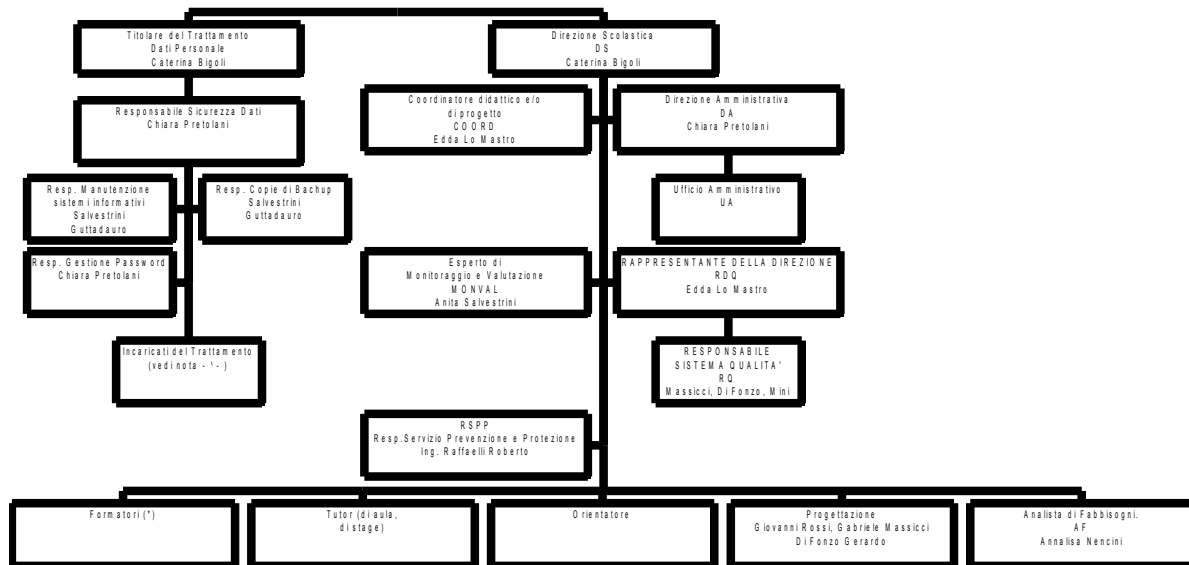 Titolare del Trattamento
Dati Personale
Caterina Bigoli
Direzione Scolastica
DS
Caterina Bigoli
Responsabile Sicurezza Dati
Chiara Pretolani
Coordinatore didattico e/o
di progetto
COORD
Edda Lo Mastro
Direzione Amministrativa
DA
Chiara Pretolani
Resp. Manutenzione
sistemi informativi
Salvestrini
Guttadauro
Resp. Copie di Bachup
Salvestrini
Guttadauro
Ufficio Amministrativo
UA
Resp. Gestione Password
Chiara Pretolani
Esperto di
Monitoraggio e Valutazione
MONVAL
Anita Salvestrini
RAPPRESENTANTE DELLA DIREZIONE
RDQ
Edda Lo Mastro
Incaricati del Trattamento
(vedi nota - \ - )
RESPONSABILE
SISTEMA QUALITA'
RQ
Massicci, Di Fonzo, Mini
RSPP
Resp.Servizio Prevenzione e Protezione
Ing. Raffaelli Roberto
Formatori (*)
Tutor (di aula,
di stage)
Orientatore
Progettazione
Giovanni Rossi, Gabriele Massicci
Di Fonzo Gerardo
Analista di Fabbisogni.
AF
Annalisa Nencini